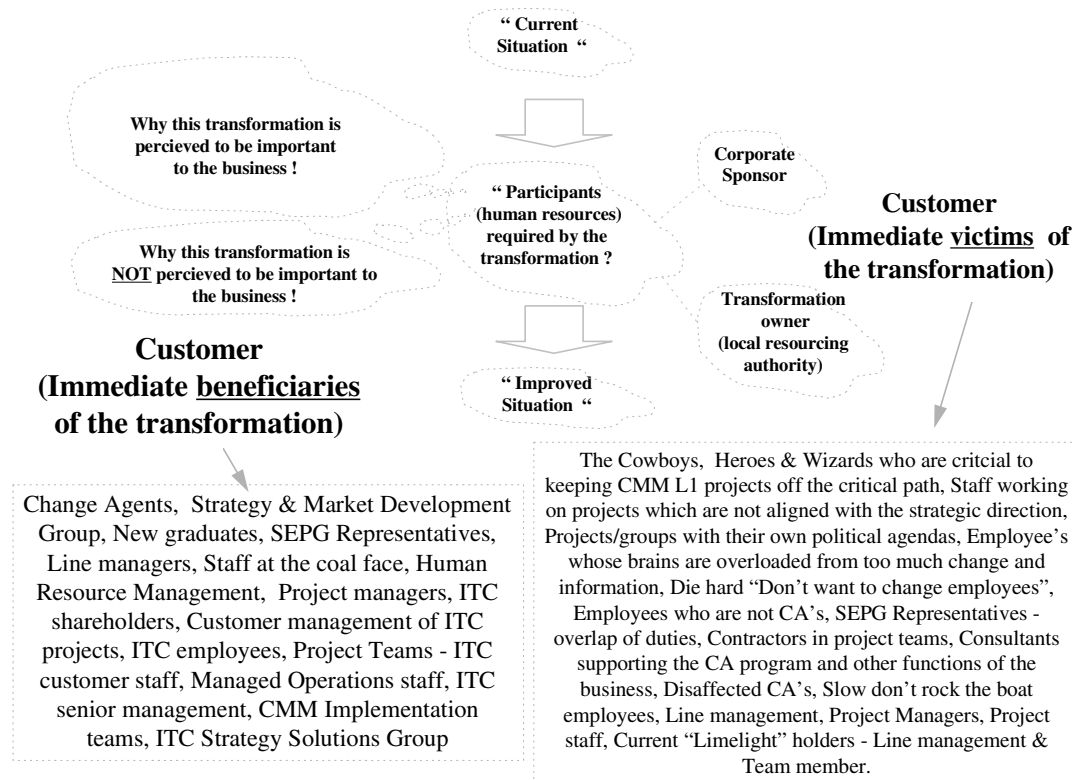 “ Current
Situation “
Why this transformation is
percieved to be important
to the business !
“ Participants
(human resources)
required by the
transformation ?
Corporate
Sponsor
Customer
(Immediate victims of
the transformation)
Why this transformation is
NOT percieved to be important to
the business !
Transformation
owner
(local resourcing
authority)
Customer
(Immediate beneficiaries
of the transformation)
“ Improved
Situation “
Change Agents, Strategy & Market Development
Group, New graduates, SEPG Representatives,
Line managers, Staff at the coal face, Human
Resource Management, Project managers, ITC
shareholders, Customer management of ITC
projects, ITC employees, Project Teams - ITC
customer staff, Managed Operations staff, ITC
senior management, CMM Implementation
teams, ITC Strategy Solutions Group
The Cowboys, Heroes & Wizards who are critcial to
keeping CMM L1 projects off the critical path, Staff working
on projects which are not aligned with the strategic direction,
Projects/groups with their own political agendas, Employee’s
whose brains are overloaded from too much change and
information, Die hard “Don’t want to change employees”,
Employees who are not CA’s, SEPG Representatives -
overlap of duties, Contractors in project teams, Consultants
supporting the CA program and other functions of the
business, Disaffected CA’s, Slow don’t rock the boat
employees, Line management, Project Managers, Project
staff, Current “Limelight” holders - Line management &
Team member.